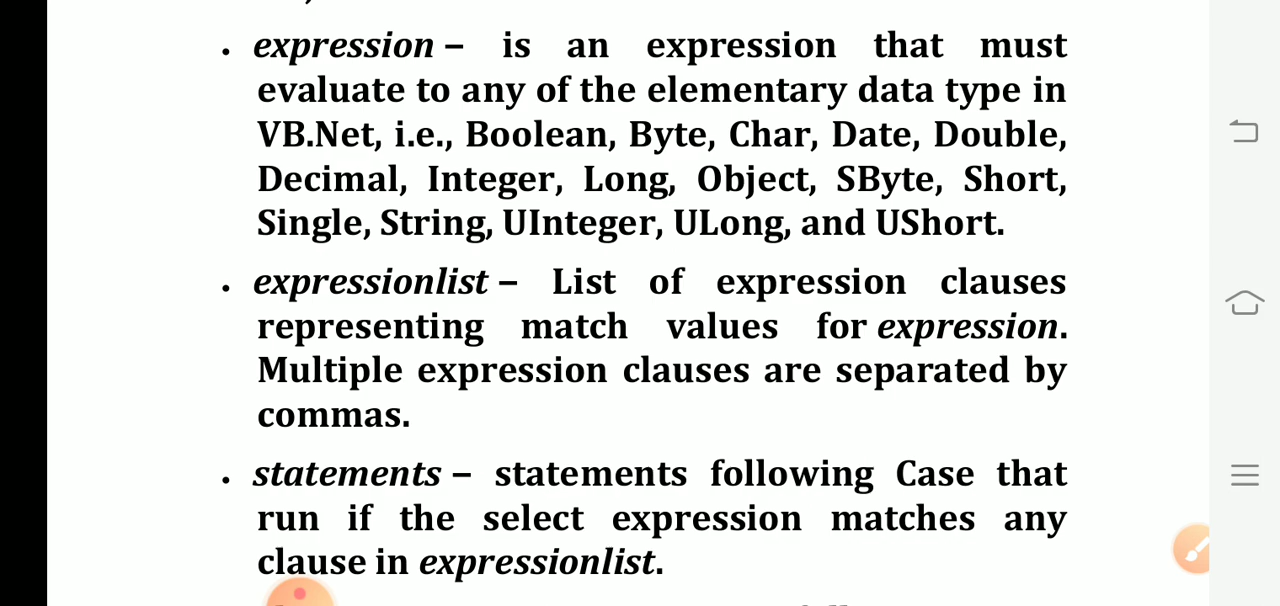 • expression – is an expression that must
evaluate to any of the elementary data type in
VB.Net, i.e., Boolean, Byte, Char, Date, Double,
Decimal, Integer, Long, Object, SByte, Short,
Single, String, UInteger, ULong, and UShort.
• expressionlist – List of expression clauses
representing match values for expression.
Multiple expression clauses are separated by
commas.
• statements – statements following Case that
run if the select expression matches any
clause in expressionlist.